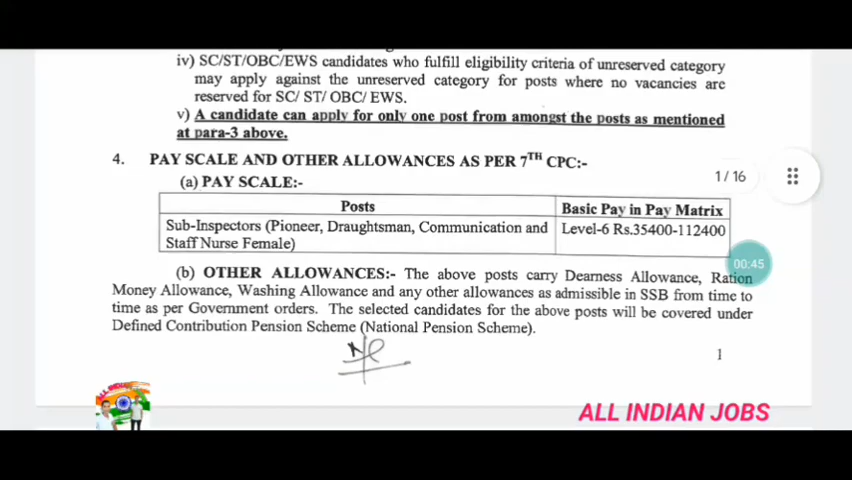 iv) SC/ST/OBC/EWS candidates who fulfill eligibility criteria of unreserved category
may apply against the unreserved category for posts where no vacancies are
reserved for SC/ ST/ OBC/ EWS.
v) A candidate can apply for only one post from amongst the posts as mentioned
at para-3 above.
4. PAY SCALE AND OTHER ALLOWANCES AS PER 7TH CPC:-
(a) PAY SCALE:-
1 / 16
Posts
Basic Pay in Pay Matrix
Sub-Inspectors (Pioneer, Draughtsman, Communication and
Staff Nurse Female)
Level-6 Rs.35400-112400
00:45
(b) OTHER ALLOWANCES:- The above posts carry Dearness Allowance, Ration
Money Allowance, Washing Allowance and any other allowances as admissible in SSB from time to
time as per Government orders. The selected candidates for the above posts will be covered under
Defined Contribution Pension Scheme (National Pension Scheme).
1
ALL INDIAN JOBS